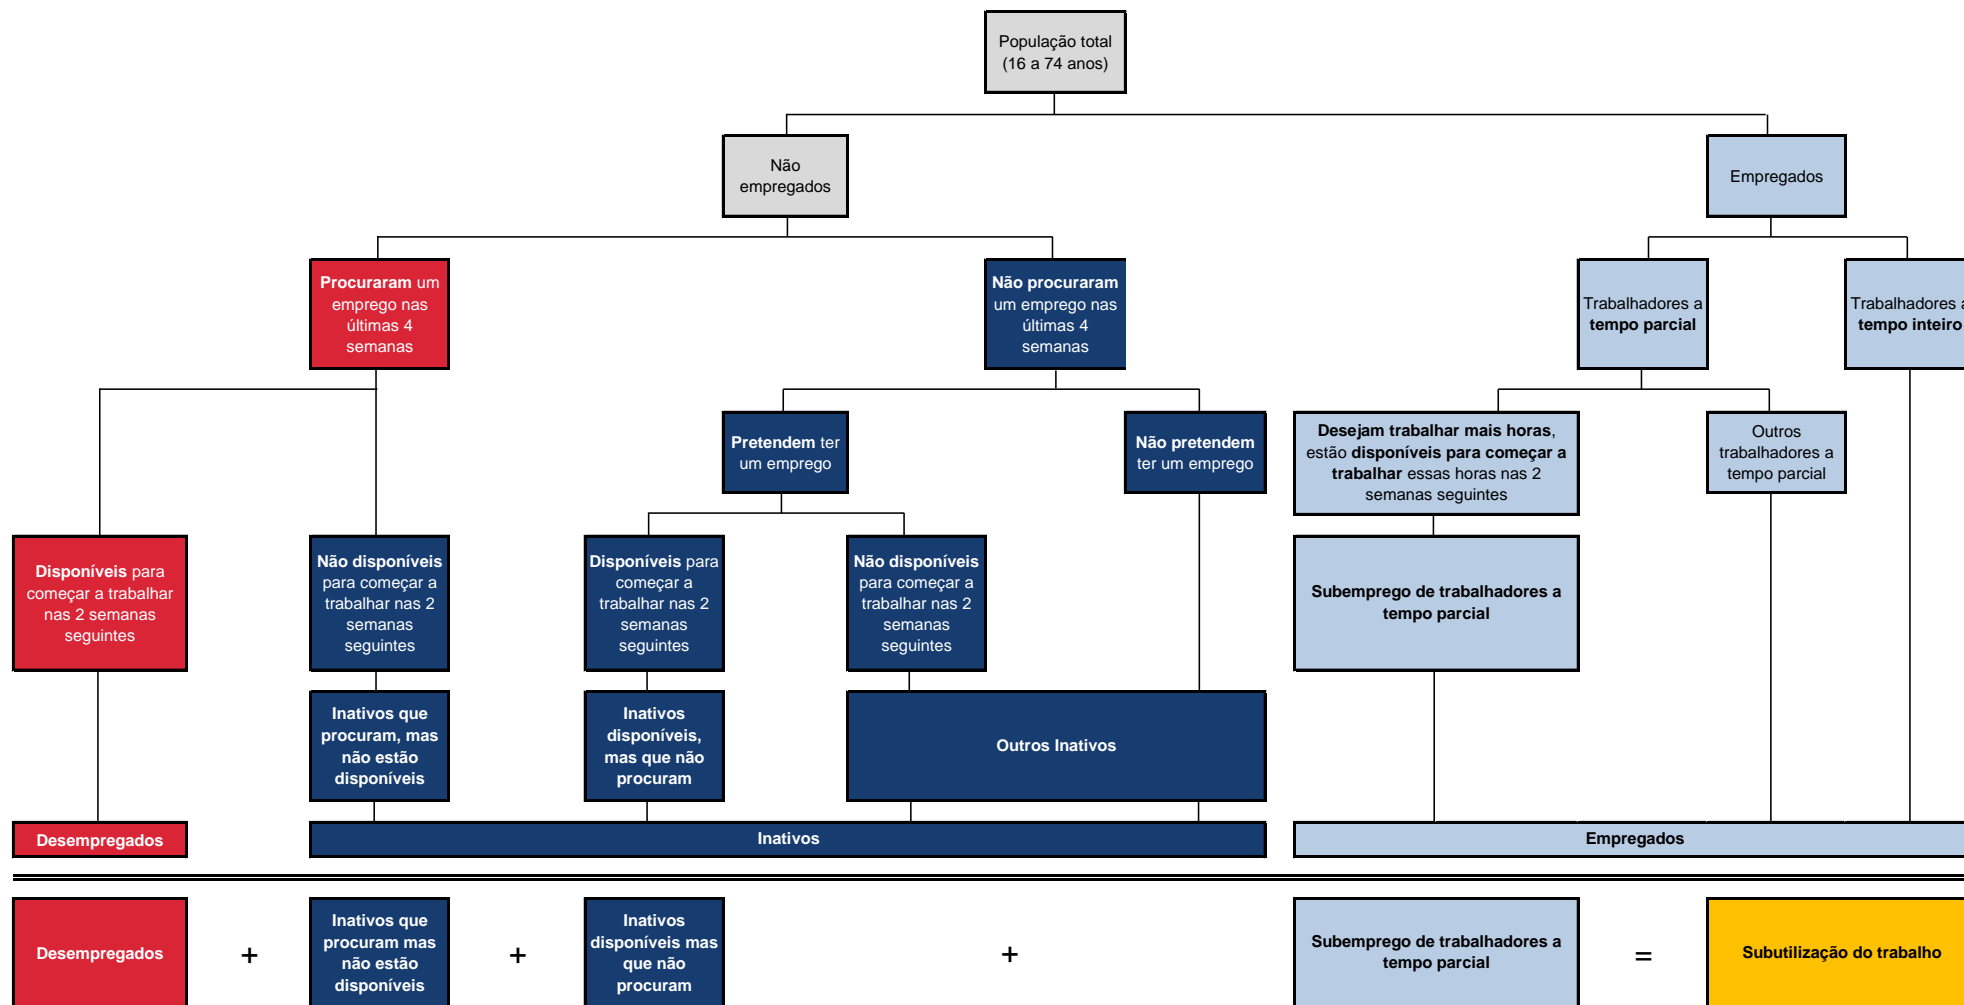 População total
(16 a 74 anos)
Não
empregados
Empregados
Procuraram um
emprego nas
últimas 4
semanas
Não procuraram
um emprego nas
últimas 4
semanas
Trabalhadores a
tempo parcial
Trabalhadores a
tempo inteiro
Pretendem ter
um emprego
Não pretendem
ter um emprego
Desejam trabalhar mais horas,
estão disponíveis para começar a
trabalhar essas horas nas 2
semanas seguintes
Outros
trabalhadores a
tempo parcial
Disponíveis para
começar a trabalhar
nas 2 semanas
seguintes
Não disponíveis
para começar a
trabalhar nas 2
semanas
seguintes
Disponíveis para
começar a
trabalhar nas 2
semanas
seguintes
Não disponíveis
para começar a
trabalhar nas 2
semanas
seguintes
Subemprego de trabalhadores a
tempo parcial
Inativos que
procuram, mas
não estão
disponíveis
Inativos
disponíveis,
mas que não
procuram
Outros Inativos
Desempregados
Inativos
Empregados
Desempregados
+
Inativos que
procuram mas
não estão
disponíveis
+
Inativos
disponíveis mas
que não
procuram
+
Subemprego de trabalhadores a
tempo parcial
=
Subutilização do trabalho